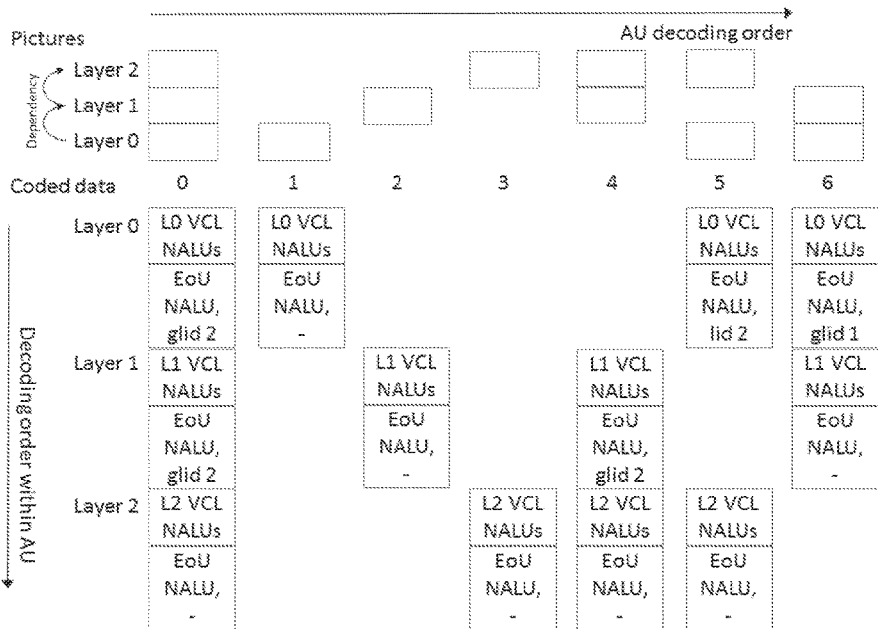 AU decoding order
Pictures
Layer 2
Layer 1
Layer 0
Dependency
Coded data 0 1 2 3 4 5 6
Decoding order within AU
Layer 0
L0 VCL NALUs
EoU NALU, glid 2
L0 VCL NALUs
EoU NALU, -
L0 VCL NALUs
EoU NALU, lid 2
L0 VCL NALUs
EoU NALU, glid 1
Layer 1
L1 VCL NALUs
EoU NALU, glid 2
L1 VCL NALUs
EoU NALU, -
L1 VCL NALUs
EoU NALU, glid 2
L1 VCL NALUs
EoU NALU, -
Layer 2
L2 VCL NALUs
EoU NALU, -
L2 VCL NALUs
EoU NALU, -
L2 VCL NALUs
EoU NALU, -
L2 VCL NALUs
EoU NALU, -